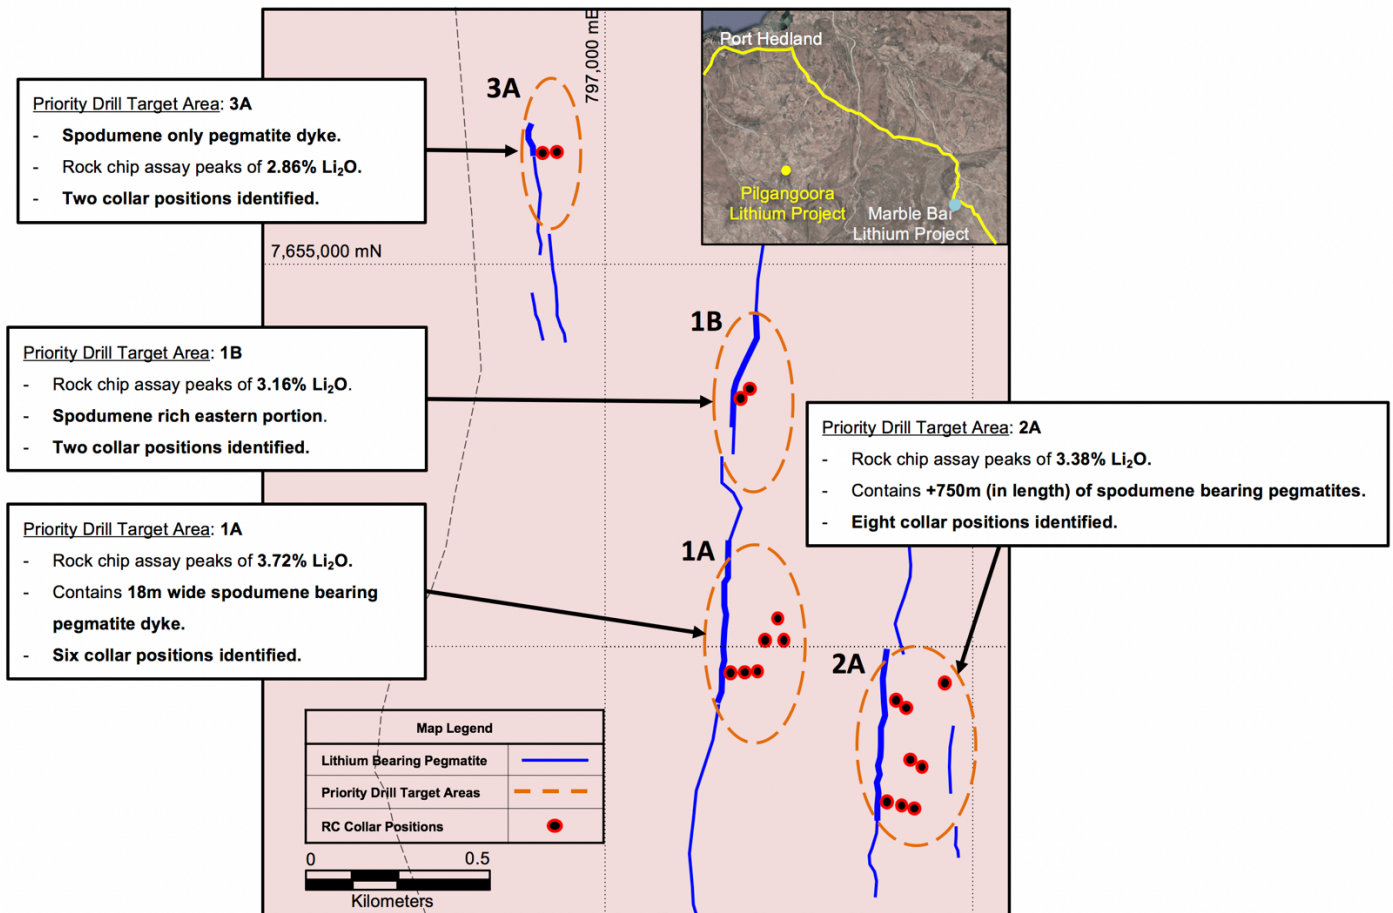 797,000 mE
Port Hedland
Pilgangoora
Lithium Project
Marble Bar
Lithium Project
3A
Priority Drill Target Area: 3A
- Spodumene only pegmatite dyke.
- Rock chip assay peaks of 2.86% Li₂O.
- Two collar positions identified.
7,655,000 mN
1B
Priority Drill Target Area: 1B
- Rock chip assay peaks of 3.16% Li₂O.
- Spodumene rich eastern portion.
- Two collar positions identified.
Priority Drill Target Area: 2A
- Rock chip assay peaks of 3.38% Li₂O.
- Contains +750m (in length) of spodumene bearing pegmatites.
- Eight collar positions identified.
1A
Priority Drill Target Area: 1A
- Rock chip assay peaks of 3.72% Li₂O.
- Contains 18m wide spodumene bearing
pegmatite dyke.
- Six collar positions identified.
2A
Map Legend
Lithium Bearing Pegmatite
Priority Drill Target Areas
RC Collar Positions
0 0.5
Kilometers